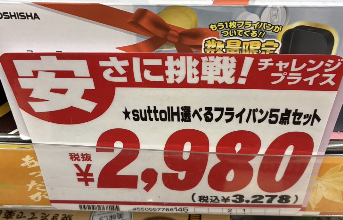 OSHISHA
もう1枚フライパンが
ついてくる!!
数量限定
安さに挑戦!
チャレンジ
プライス
★suttoIH選べるフライパン5点セット
税抜
¥2,980
(税込¥3,278)